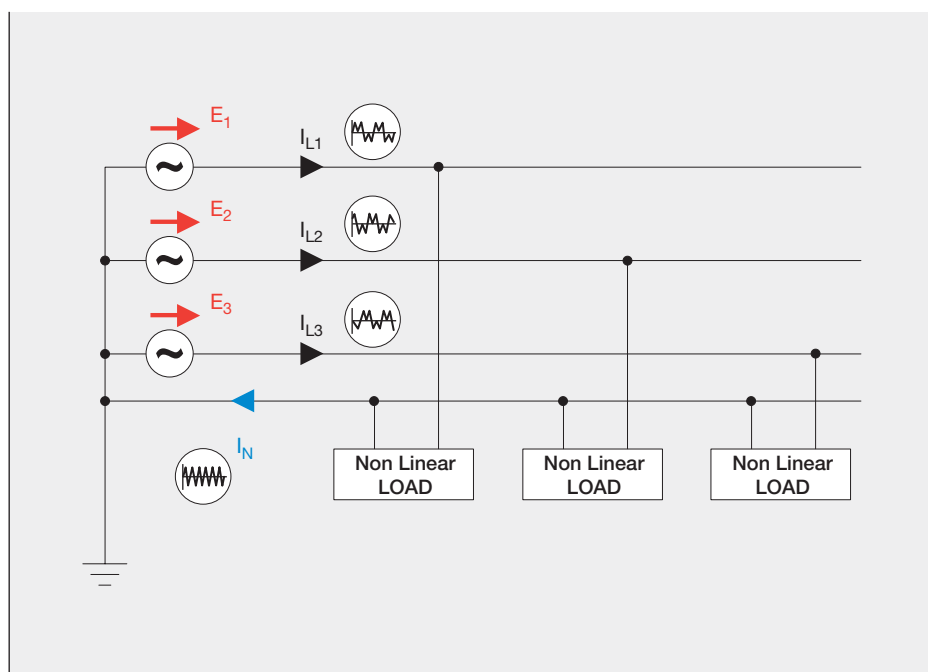 E1
IL1
E2
IL2
E3
IL3
IN
Non Linear
LOAD
Non Linear
LOAD
Non Linear
LOAD